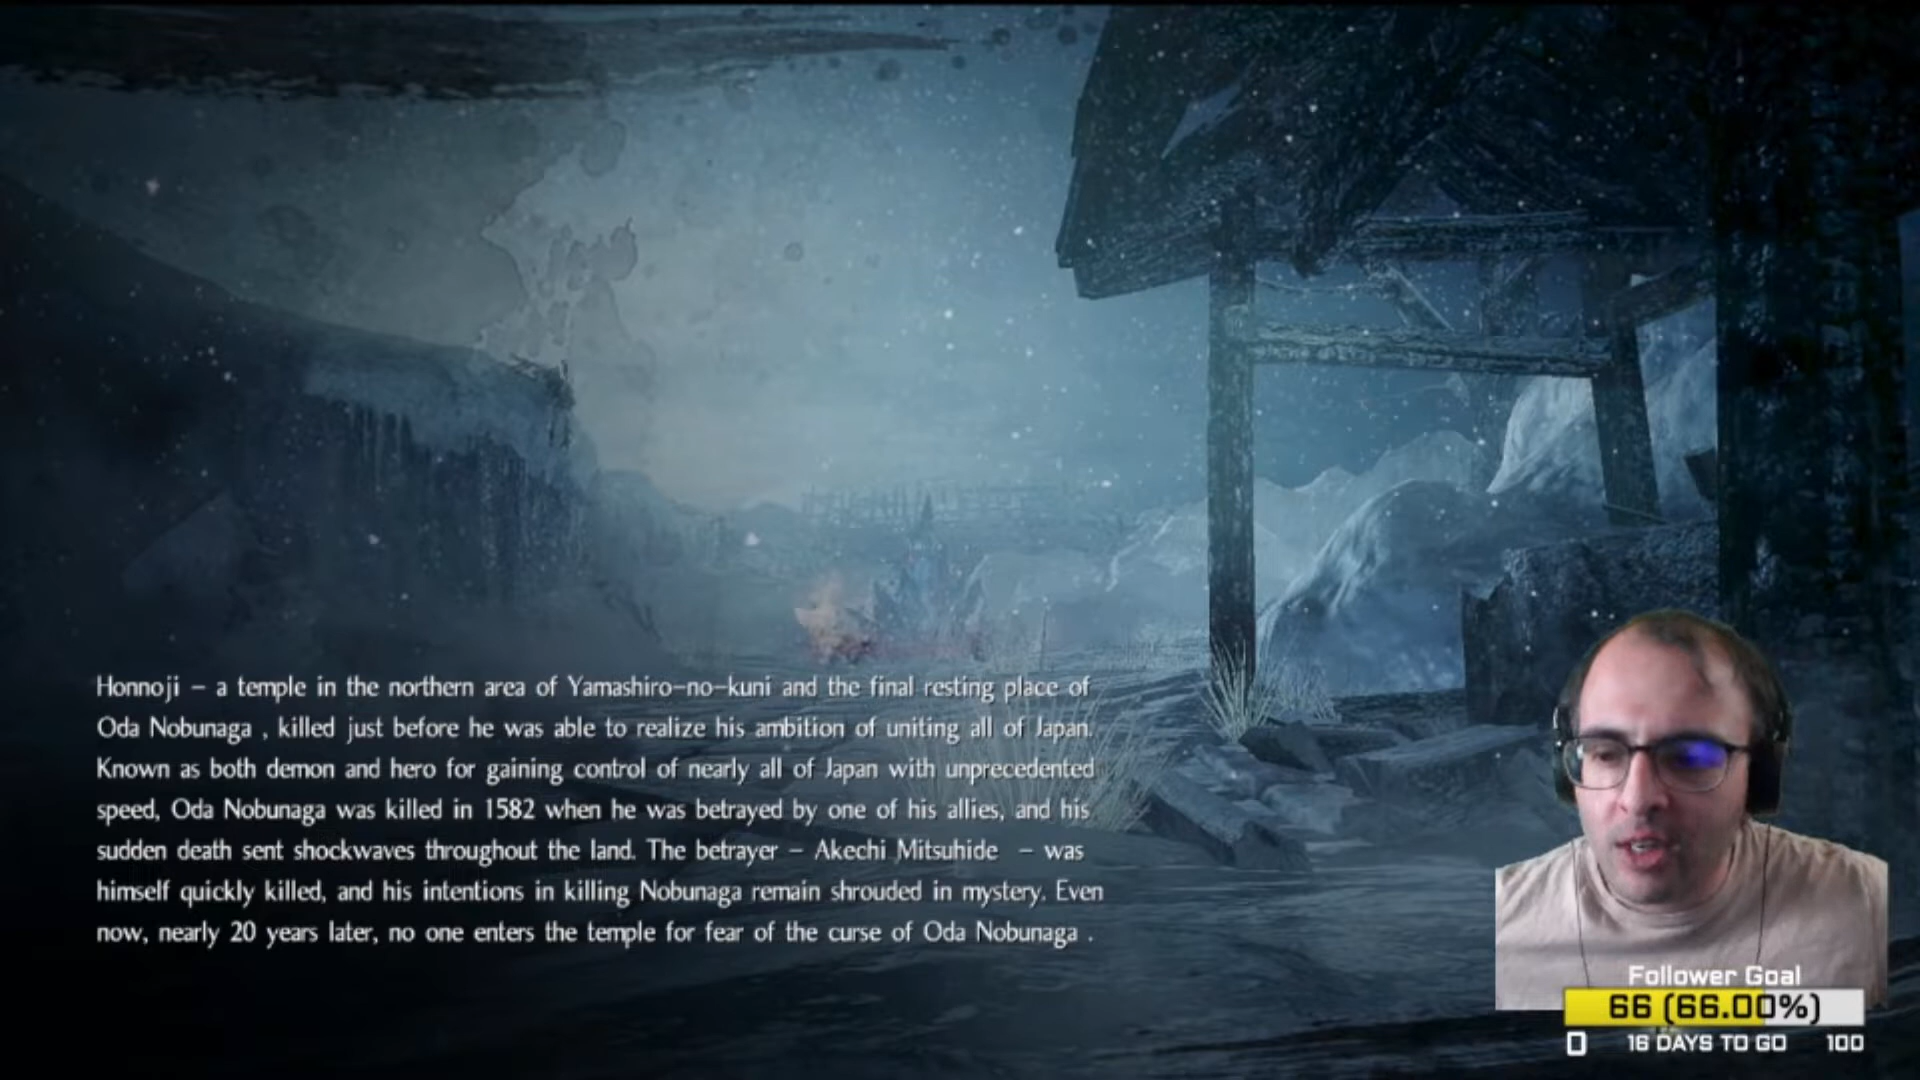 Honnoji – a temple in the northern area of Yamashiro-no-kuni and the final resting place of
Oda Nobunaga , killed just before he was able to realize his ambition of uniting all of Japan.
Known as both demon and hero for gaining control of nearly all of Japan with unprecedented
speed, Oda Nobunaga was killed in 1582 when he was betrayed by one of his allies, and his
sudden death sent shockwaves throughout the land. The betrayer – Akechi Mitsuhide – was
himself quickly killed, and his intentions in killing Nobunaga remain shrouded in mystery. Even
now, nearly 20 years later, no one enters the temple for fear of the curse of Oda Nobunaga .
Follower Goal
66 (66.00%)
0 16 DAYS TO GO 100